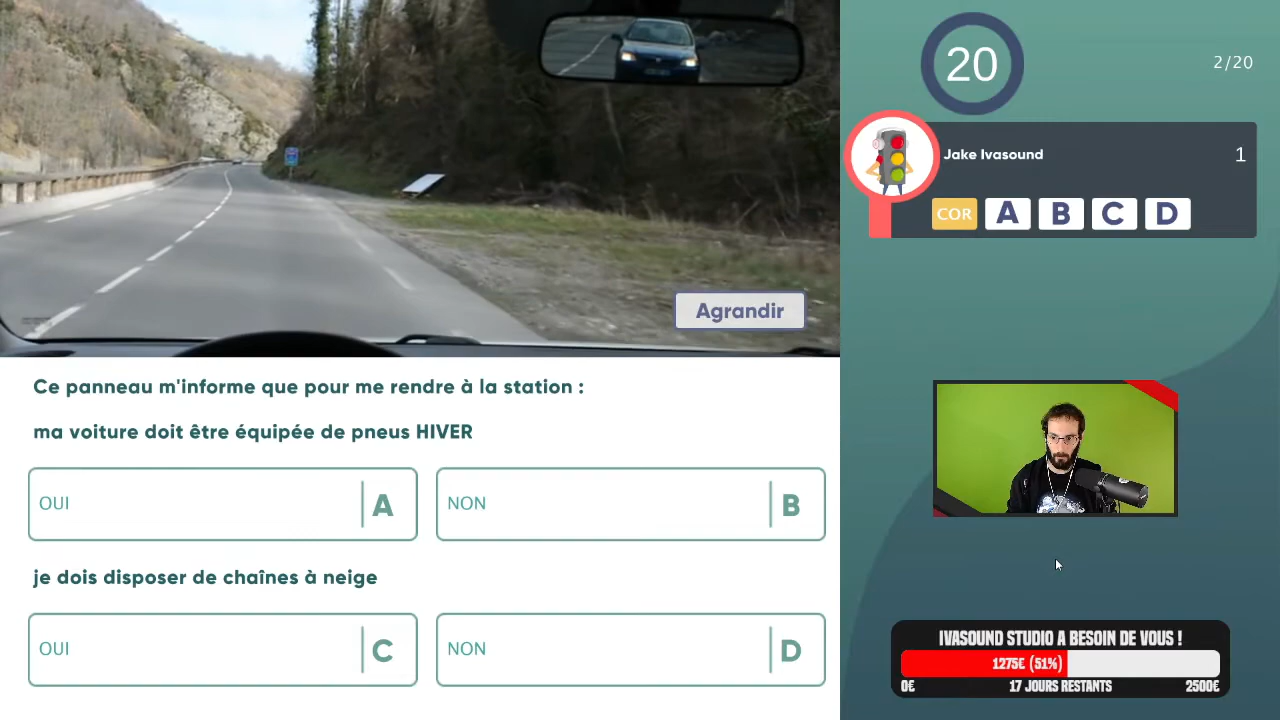 20
2/20
Jake Ivasound
1
COR A B C D
Agrandir
Ce panneau m'informe que pour me rendre à la station :
ma voiture doit être équipée de pneus HIVER
OUI A
NON B
je dois disposer de chaînes à neige
OUI C
NON D
IVASOUND STUDIO A BESOIN DE VOUS !
1275€ (51%)
0€ 17 JOURS RESTANTS 2500€